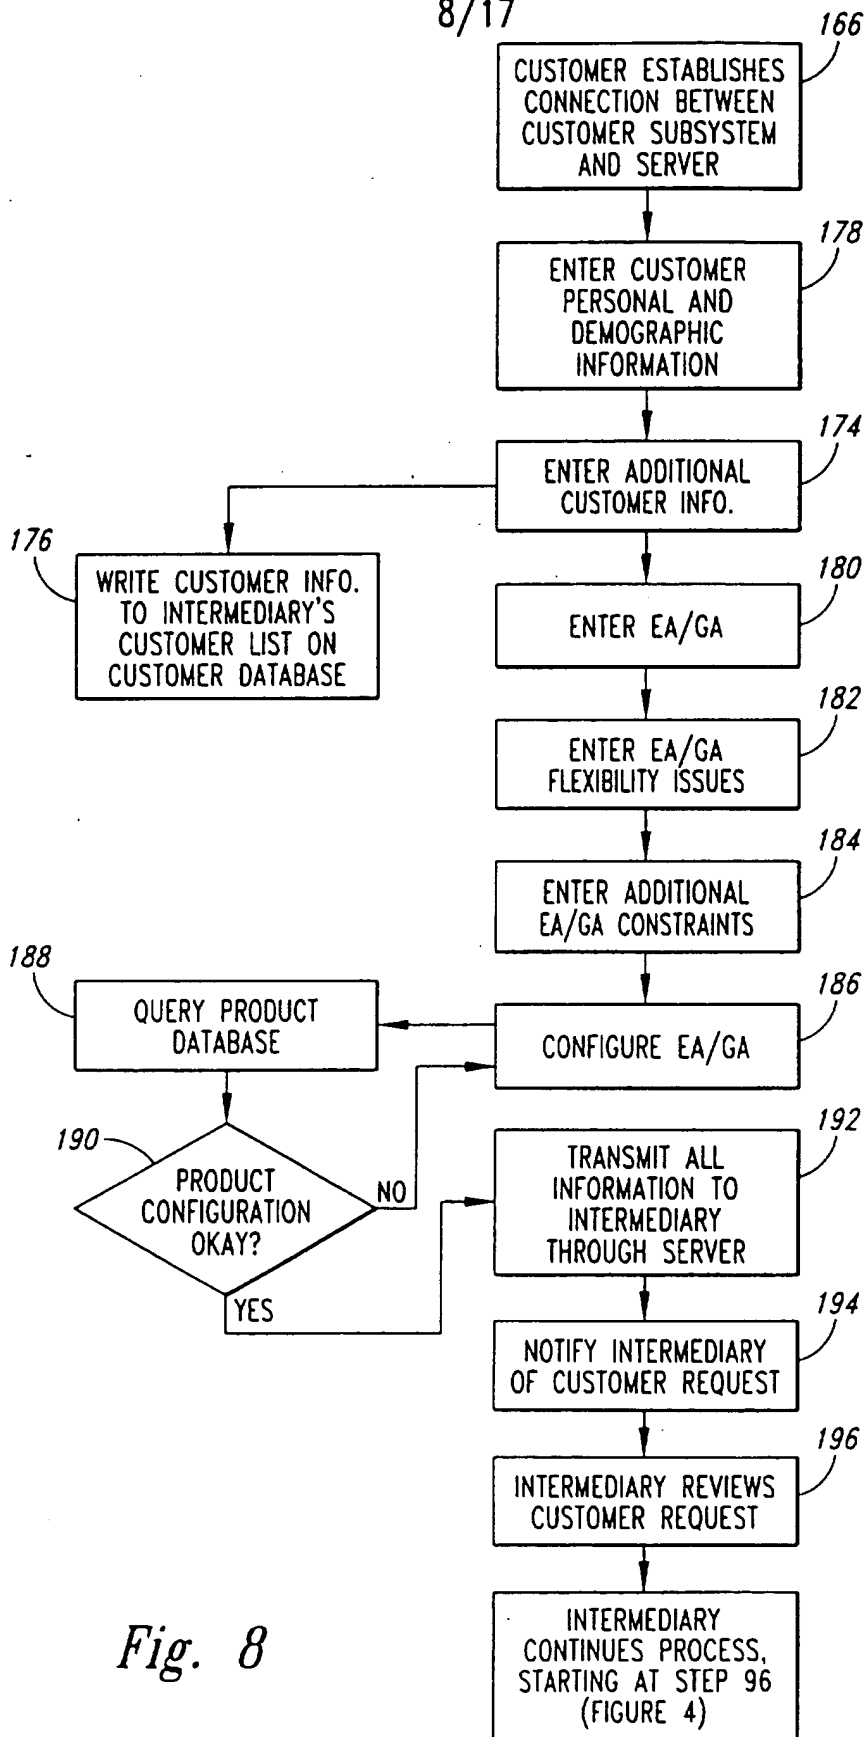 8/17
166
CUSTOMER ESTABLISHES
CONNECTION BETWEEN
CUSTOMER SUBSYSTEM
AND SERVER
178
ENTER CUSTOMER
PERSONAL AND
DEMOGRAPHIC
INFORMATION
174
ENTER ADDITIONAL
CUSTOMER INFO.
176
WRITE CUSTOMER INFO.
TO INTERMEDIARY'S
CUSTOMER LIST ON
CUSTOMER DATABASE
180
ENTER EA/GA
182
ENTER EA/GA
FLEXIBILITY ISSUES
184
ENTER ADDITIONAL
EA/GA CONSTRAINTS
186
CONFIGURE EA/GA
188
QUERY PRODUCT
DATABASE
190
PRODUCT
CONFIGURATION
OKAY?
NO
YES
192
TRANSMIT ALL
INFORMATION TO
INTERMEDIARY
THROUGH SERVER
194
NOTIFY INTERMEDIARY
OF CUSTOMER REQUEST
196
INTERMEDIARY REVIEWS
CUSTOMER REQUEST
INTERMEDIARY
CONTINUES PROCESS,
STARTING AT STEP 96
(FIGURE 4)
Fig. 8